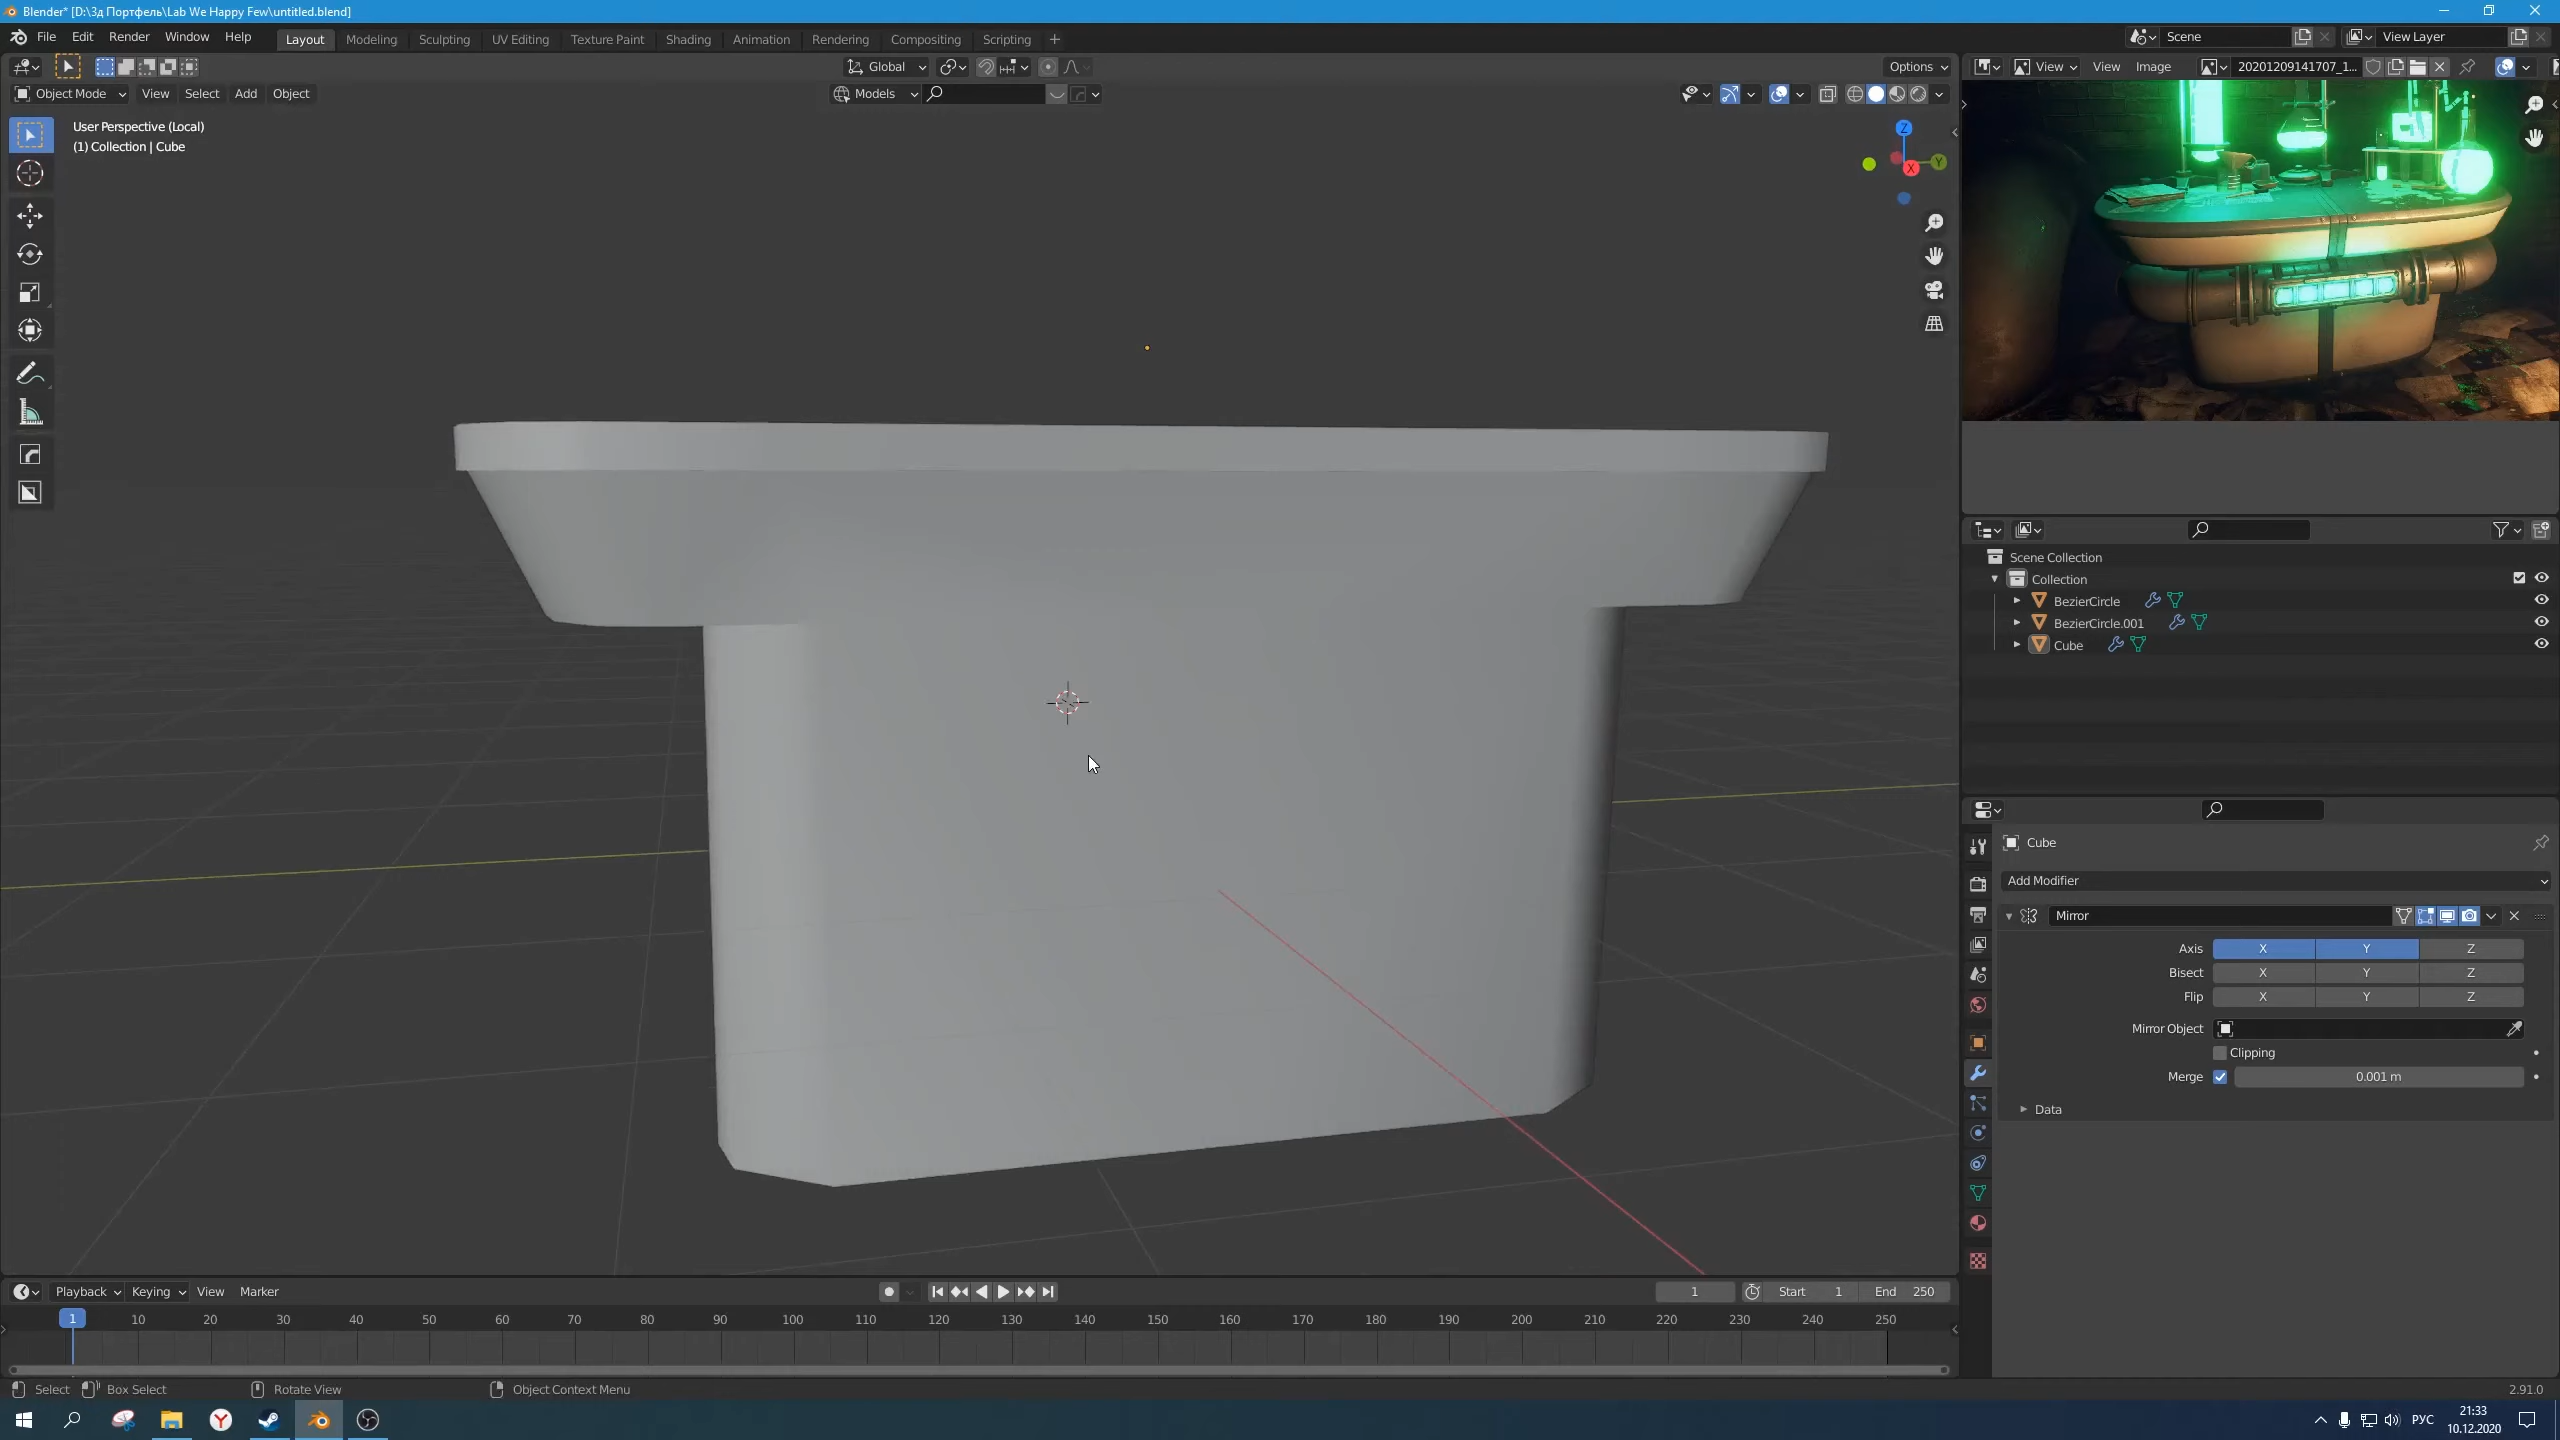 Blender* [D:\3д Портфель\Lab We Happy Few\untitled.blend]
File Edit Render Window Help Layout Modeling Sculpting UV Editing Texture Paint Shading Animation Rendering Compositing Scripting + Scene View Layer
Global Options View View Image 20201209141707_1...
Object Mode View Select Add Object Models
User Perspective (Local)
(1) Collection | Cube
Z
Y
X
Scene Collection
Collection
BezierCircle
BezierCircle.001
Cube
Cube
Add Modifier
Mirror
Axis X Y Z
Bisect X Y Z
Flip X Y Z
Mirror Object
Clipping
Merge 0.001 m
Data
Playback Keying View Marker 1 Start 1 End 250
1 10 20 30 40 50 60 70 80 90 100 110 120 130 140 150 160 170 180 190 200 210 220 230 240 250
Select Box Select Rotate View Object Context Menu 2.91.0
21:33
РУС
10.12.2020